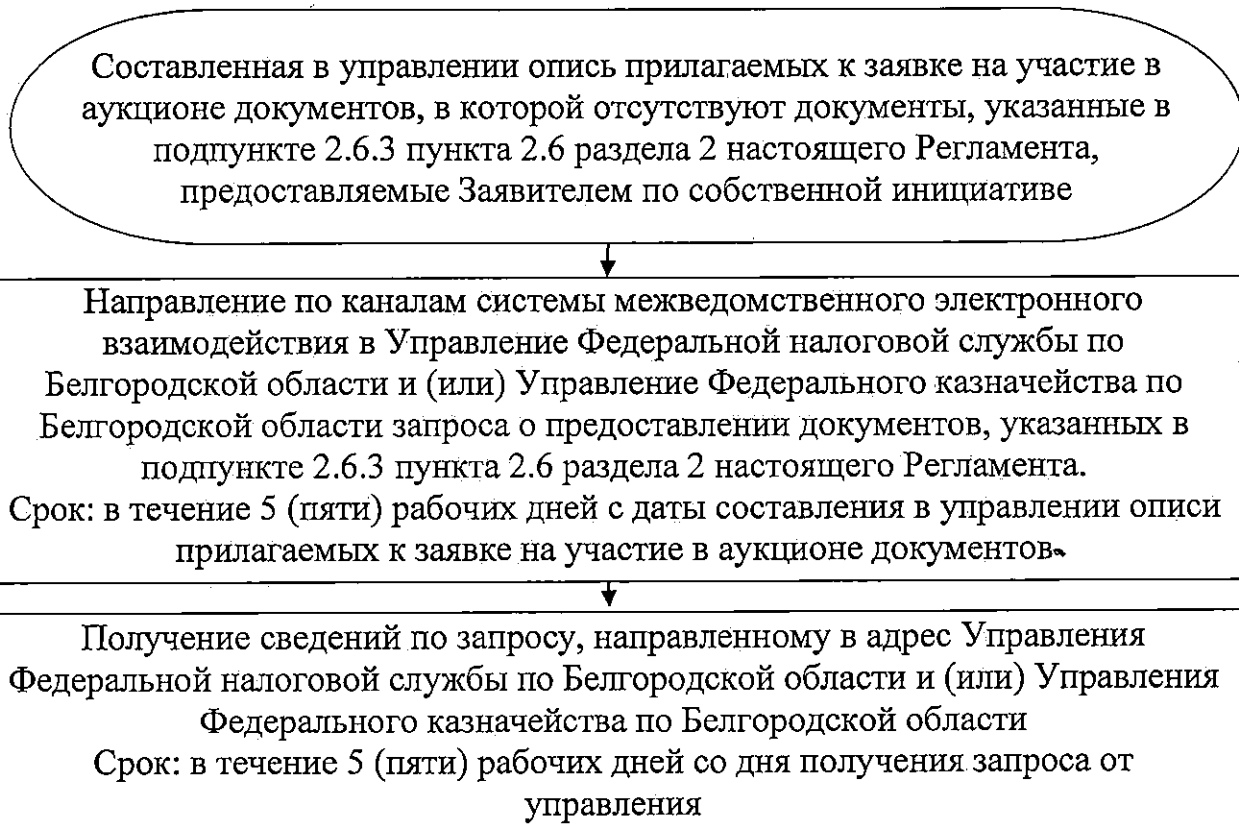 Составленная в управлении опись прилагаемых к заявке на участие в
аукционе документов, в которой отсутствуют документы, указанные в
подпункте 2.6.3 пункта 2.6 раздела 2 настоящего Регламента,
предоставляемые Заявителем по собственной инициативе
Направление по каналам системы межведомственного электронного
взаимодействия в Управление Федеральной налоговой службы по
Белгородской области и (или) Управление Федерального казначейства по
Белгородской области запроса о предоставлении документов, указанных в
подпункте 2.6.3 пункта 2.6 раздела 2 настоящего Регламента.
Срок: в течение 5 (пяти) рабочих дней с даты составления в управлении описи
прилагаемых к заявке на участие в аукционе документов.
Получение сведений по запросу, направленному в адрес Управления
Федеральной налоговой службы по Белгородской области и (или) Управления
Федерального казначейства по Белгородской области
Срок: в течение 5 (пяти) рабочих дней со дня получения запроса от
управления